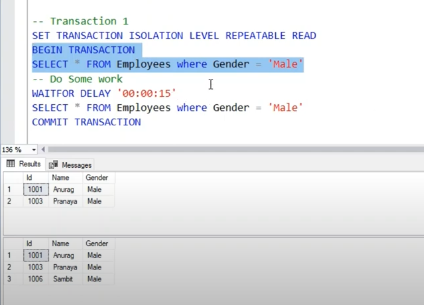 -- Transaction 1
SET TRANSACTION ISOLATION LEVEL REPEATABLE READ
BEGIN TRANSACTION
SELECT * FROM Employees where Gender = 'Male'
-- Do Some work
WAITFOR DELAY '00:00:15'
SELECT * FROM Employees where Gender = 'Male'
COMMIT TRANSACTION
136 %
Results Messages
Id Name Gender
1 1001 Anurag Male
2 1003 Pranaya Male
Id Name Gender
1 1001 Anurag Male
2 1003 Pranaya Male
3 1006 Sambit Male